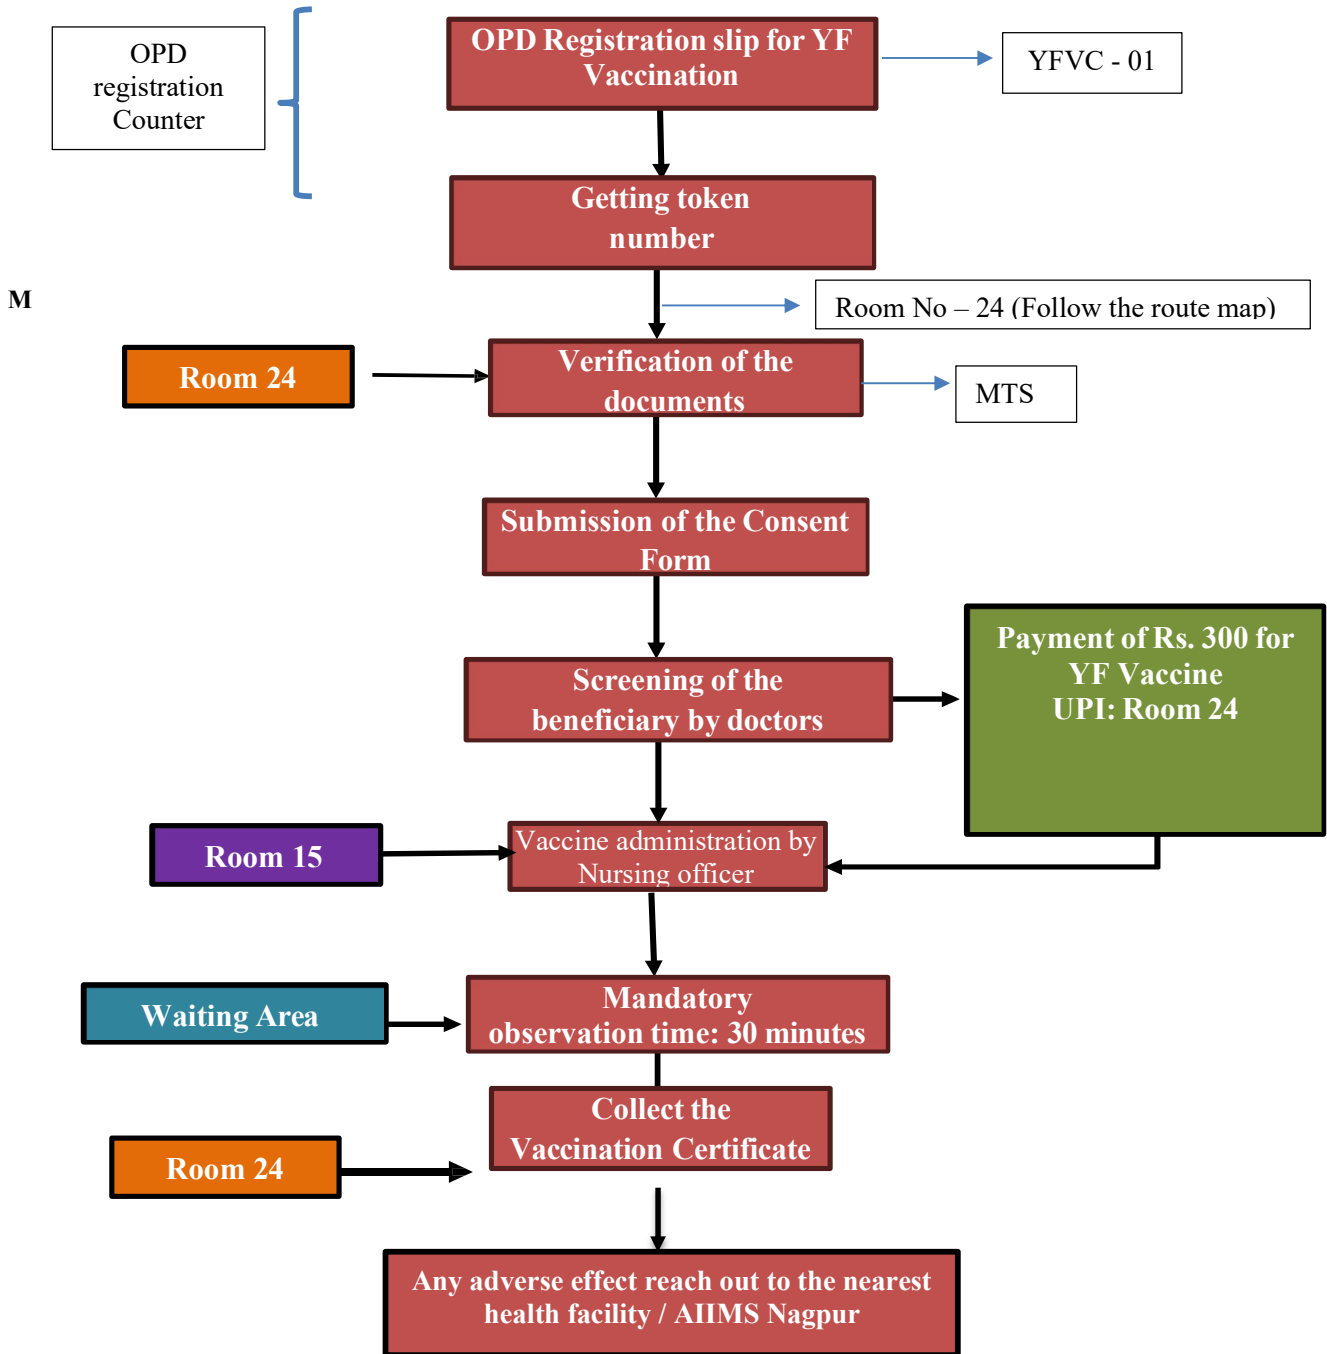 OPD
registration
Counter
OPD Registration slip for YF
Vaccination
YFVC - 01
Getting token
number
M
Room No – 24 (Follow the route map)
Room 24
Verification of the
documents
MTS
Submission of the Consent
Form
Screening of the
beneficiary by doctors
Payment of Rs. 300 for
YF Vaccine
UPI: Room 24
Room 15
Vaccine administration by
Nursing officer
Waiting Area
Mandatory
observation time: 30 minutes
Collect the
Vaccination Certificate
Room 24
Any adverse effect reach out to the nearest
health facility / AIIMS Nagpur